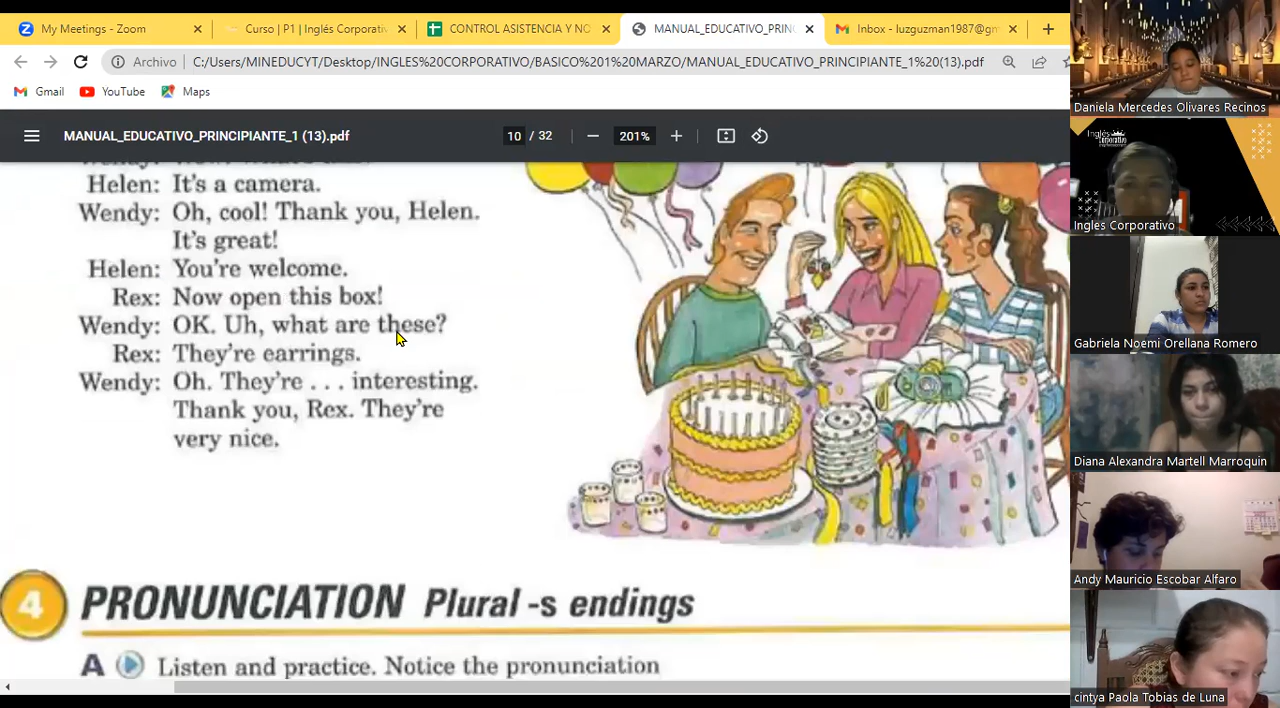 My Meetings - Zoom
Curso | P1 | Inglés Corporativ
CONTROL ASISTENCIA Y NO
MANUAL_EDUCATIVO_PRIN
Inbox - luzguzman1987@gm
Archivo
C:/Users/MINEDUCYT/Desktop/INGLES%20CORPORATIVO/BASICO%201%20MARZO/MANUAL_EDUCATIVO_PRINCIPIANTE_1%20(13).pdf
Gmail
YouTube
Maps
MANUAL_EDUCATIVO_PRINCIPIANTE_1 (13).pdf
10 / 32
201%
Helen: It's a camera.
Wendy: Oh, cool! Thank you, Helen.
It's great!
Helen: You're welcome.
Rex: Now open this box!
Wendy: OK. Uh, what are these?
Rex: They're earrings.
Wendy: Oh. They're . . . interesting.
Thank you, Rex. They're
very nice.
4 PRONUNCIATION Plural -s endings
A Listen and practice. Notice the pronunciation
Daniela Mercedes Olivares Recinos
Inglés
Corporativo
Ingles Corporativo
Gabriela Noemi Orellana Romero
Diana Alexandra Martell Marroquin
Andy Mauricio Escobar Alfaro
cintya Paola Tobias de Luna